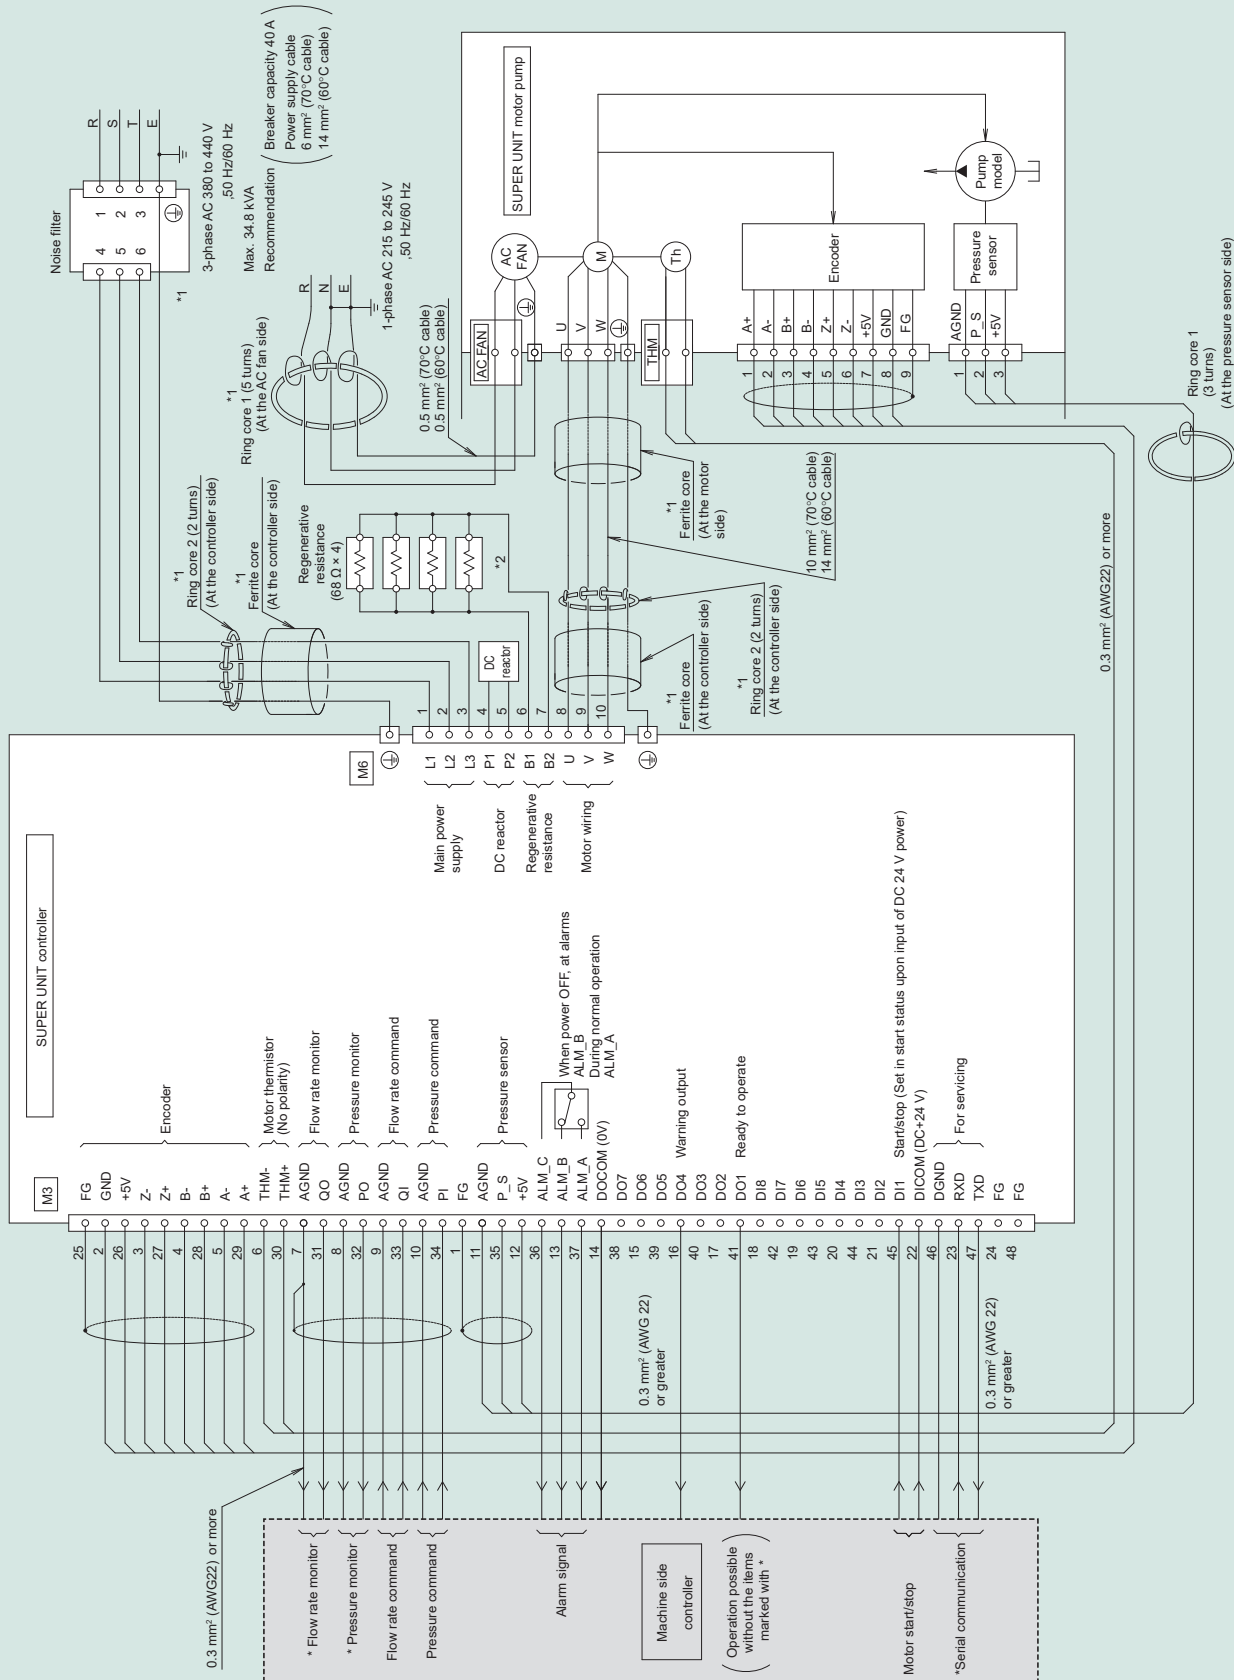 SUPER UNIT controller
M3
M6
25 FG
2 GND
26 +5V
3 Z-
27 Z+
4 B-
28 B+
5 A-
29 A+
Encoder
6 THM-
30 THM+
Motor thermistor
(No polarity)
7 AGND
31 QO
Flow rate monitor
8 AGND
32 PO
Pressure monitor
9 AGND
33 QI
Flow rate command
10 AGND
34 PI
Pressure command
1 FG
11 AGND
35 P_S
12 +5V
Pressure sensor
36 ALM_C
13 ALM_B
37 ALM_A
When power OFF, at alarms
ALM_B
During normal operation
ALM_A
14 DOCOM (0V)
38 DO7
15 DO6
39 DO5
16 DO4 Warning output
40 DO3
17 DO2
41 DO1 Ready to operate
18 DI8
42 DI7
19 DI6
43 DI5
20 DI4
44 DI3
21 DI2
45 DI1 Start/stop (Set in start status upon input of DC 24 V power)
22 DICOM (DC+24 V)
46 DGND
23 RXD
47 TXD
For servicing
24 FG
48 FG
0.3 mm² (AWG22) or more
0.3 mm² (AWG 22)
or greater
0.3 mm² (AWG 22)
or greater
* Flow rate monitor
* Pressure monitor
Flow rate command
Pressure command
Alarm signal
Machine side
controller
(Operation possible
without the items
marked with *)
Motor start/stop
*Serial communication
Main power
supply
L1 1
L2 2
L3 3
DC reactor
P1 4
P2 5
Regenerative
resistance
B1 6
B2 7
Motor wiring
U 8
V 9
W 10
DC
reactor
Regenerative
resistance
(68 Ω × 4)
*2
*1
Ring core 2 (2 turns)
(At the controller side)
*1
Ferrite core
(At the controller side)
*1
Ferrite core
(At the controller side)
*1
Ring core 2 (2 turns)
(At the controller side)
*1
Ferrite core
(At the motor
side)
10 mm² (70°C cable)
14 mm² (60°C cable)
0.3 mm² (AWG22) or more
*1
Ring core 1 (5 turns)
(At the AC fan side)
0.5 mm² (70°C cable)
0.5 mm² (60°C cable)
Noise filter
4 1
5 2
6 3
*1
R
S
T
E
3-phase AC 380 to 440 V
,50 Hz/60 Hz
Max. 34.8 kVA
Recommendation
(Breaker capacity 40 A
Power supply cable
6 mm² (70°C cable)
14 mm² (60°C cable))
R
N
E
1-phase AC 215 to 245 V
,50 Hz/60 Hz
SUPER UNIT motor pump
AC FAN
AC
FAN
U
V
W
M
THM
Th
1 A+
2 A-
3 B+
4 B-
5 Z+
6 Z-
7 +5V
8 GND
9 FG
Encoder
1 AGND
2 P_S
3 +5V
Pressure
sensor
Pump
model
Ring core 1
(3 turns)
(At the pressure sensor side)